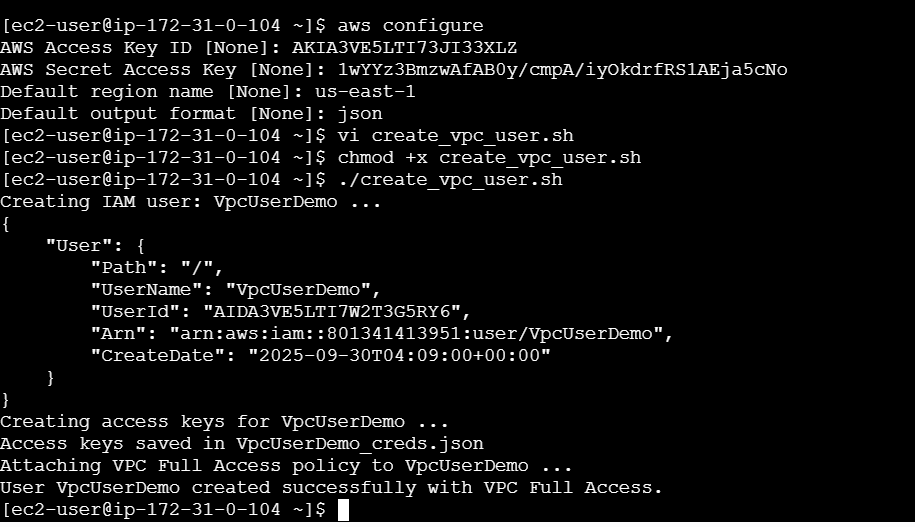 [ec2-user@ip-172-31-0-104 ~]$ aws configure
AWS Access Key ID [None]: AKIA3VE5LTI73JI33XLZ
AWS Secret Access Key [None]: 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
Default region name [None]: us-east-1
Default output format [None]: json
[ec2-user@ip-172-31-0-104 ~]$ vi create_vpc_user.sh
[ec2-user@ip-172-31-0-104 ~]$ chmod +x create_vpc_user.sh
[ec2-user@ip-172-31-0-104 ~]$ ./create_vpc_user.sh
Creating IAM user: VpcUserDemo ...
{
    "User": {
        "Path": "/",
        "UserName": "VpcUserDemo",
        "UserId": "AIDA3VE5LTI7W2T3G5RY6",
        "Arn": "arn:aws:iam::801341413951:user/VpcUserDemo",
        "CreateDate": "2025-09-30T04:09:00+00:00"
    }
}
Creating access keys for VpcUserDemo ...
Access keys saved in VpcUserDemo_creds.json
Attaching VPC Full Access policy to VpcUserDemo ...
User VpcUserDemo created successfully with VPC Full Access.
[ec2-user@ip-172-31-0-104 ~]$